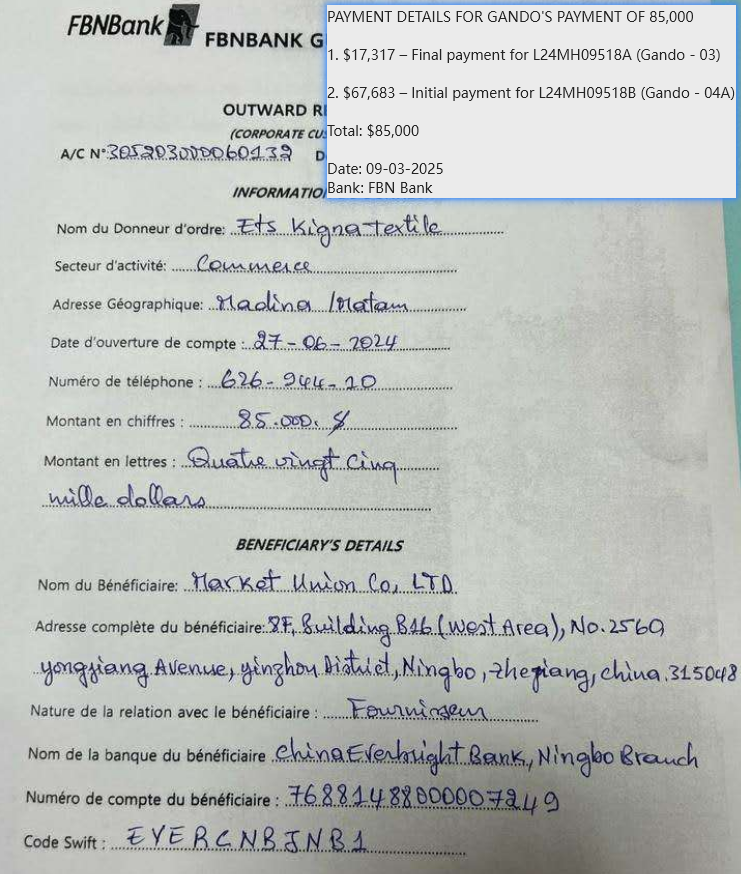 FBNBank
FBNBANK G
PAYMENT DETAILS FOR GANDO'S PAYMENT OF 85,000
1. $17,317 – Final payment for L24MH09518A (Gando - 03)
2. $67,683 – Initial payment for L24MH09518B (Gando - 04A)
Total: $85,000
Date: 09-03-2025
Bank: FBN Bank
OUTWARD R
(CORPORATE CU
A/C N° 305203000060132 D
INFORMATIO
Nom du Donneur d'ordre: Ets Kigna Textile
Secteur d'activité: Commerce
Adresse Géographique: Madina / Matam
Date d'ouverture de compte : 27-06-2024
Numéro de téléphone : 626-944-20
Montant en chiffres : 85.000. $
Montant en lettres : Quatre vingt Cinq
mille dollars
BENEFICIARY'S DETAILS
Nom du Bénéficiaire: Market Union Co, LTD
Adresse complète du bénéficiaire: 8F, Building B16 (West Area), No.2560
yongjiang Avenue, yinzhou District, Ningbo, zhejiang, china.315048
Nature de la relation avec le bénéficiaire : Fournisseur
Nom de la banque du bénéficiaire china Everbright Bank, Ningbo Branch
Numéro de compte du bénéficiaire : 76881488000007249
Code Swift : EVERCNBJNB1